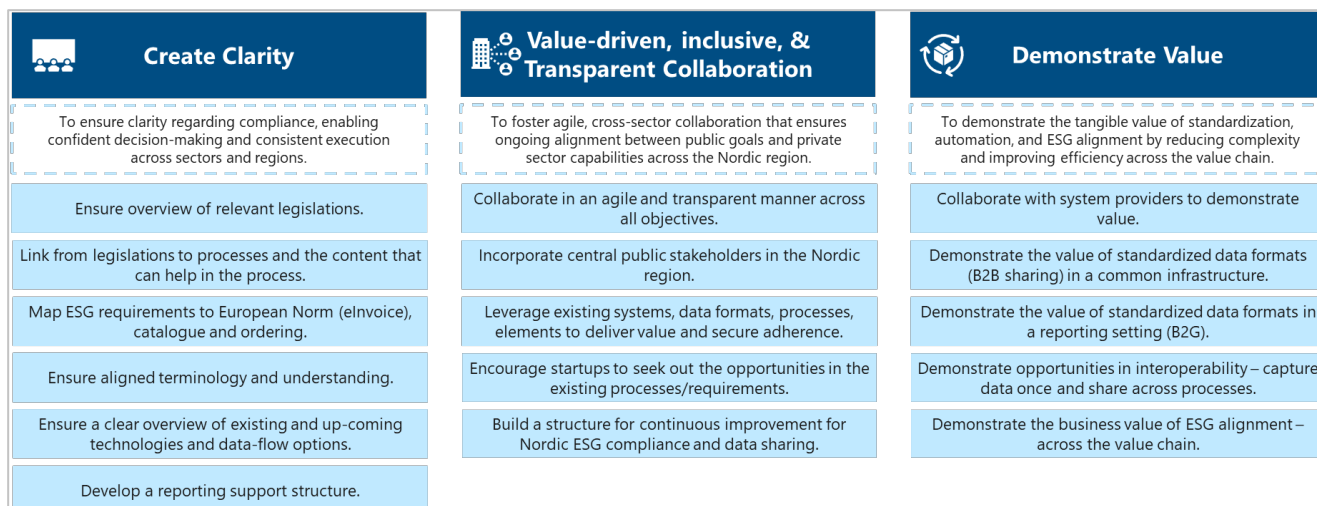 Create Clarity
To ensure clarity regarding compliance, enabling
confident decision-making and consistent execution
across sectors and regions.
Ensure overview of relevant legislations.
Link from legislations to processes and the content that
can help in the process.
Map ESG requirements to European Norm (eInvoice),
catalogue and ordering.
Ensure aligned terminology and understanding.
Ensure a clear overview of existing and up-coming
technologies and data-flow options.
Develop a reporting support structure.
Value-driven, inclusive, &
Transparent Collaboration
To foster agile, cross-sector collaboration that ensures
ongoing alignment between public goals and private
sector capabilities across the Nordic region.
Collaborate in an agile and transparent manner across
all objectives.
Incorporate central public stakeholders in the Nordic
region.
Leverage existing systems, data formats, processes,
elements to deliver value and secure adherence.
Encourage startups to seek out the opportunities in the
existing processes/requirements.
Build a structure for continuous improvement for
Nordic ESG compliance and data sharing.
Demonstrate Value
To demonstrate the tangible value of standardization,
automation, and ESG alignment by reducing complexity
and improving efficiency across the value chain.
Collaborate with system providers to demonstrate
value.
Demonstrate the value of standardized data formats
(B2B sharing) in a common infrastructure.
Demonstrate the value of standardized data formats in
a reporting setting (B2G).
Demonstrate opportunities in interoperability – capture
data once and share across processes.
Demonstrate the business value of ESG alignment –
across the value chain.